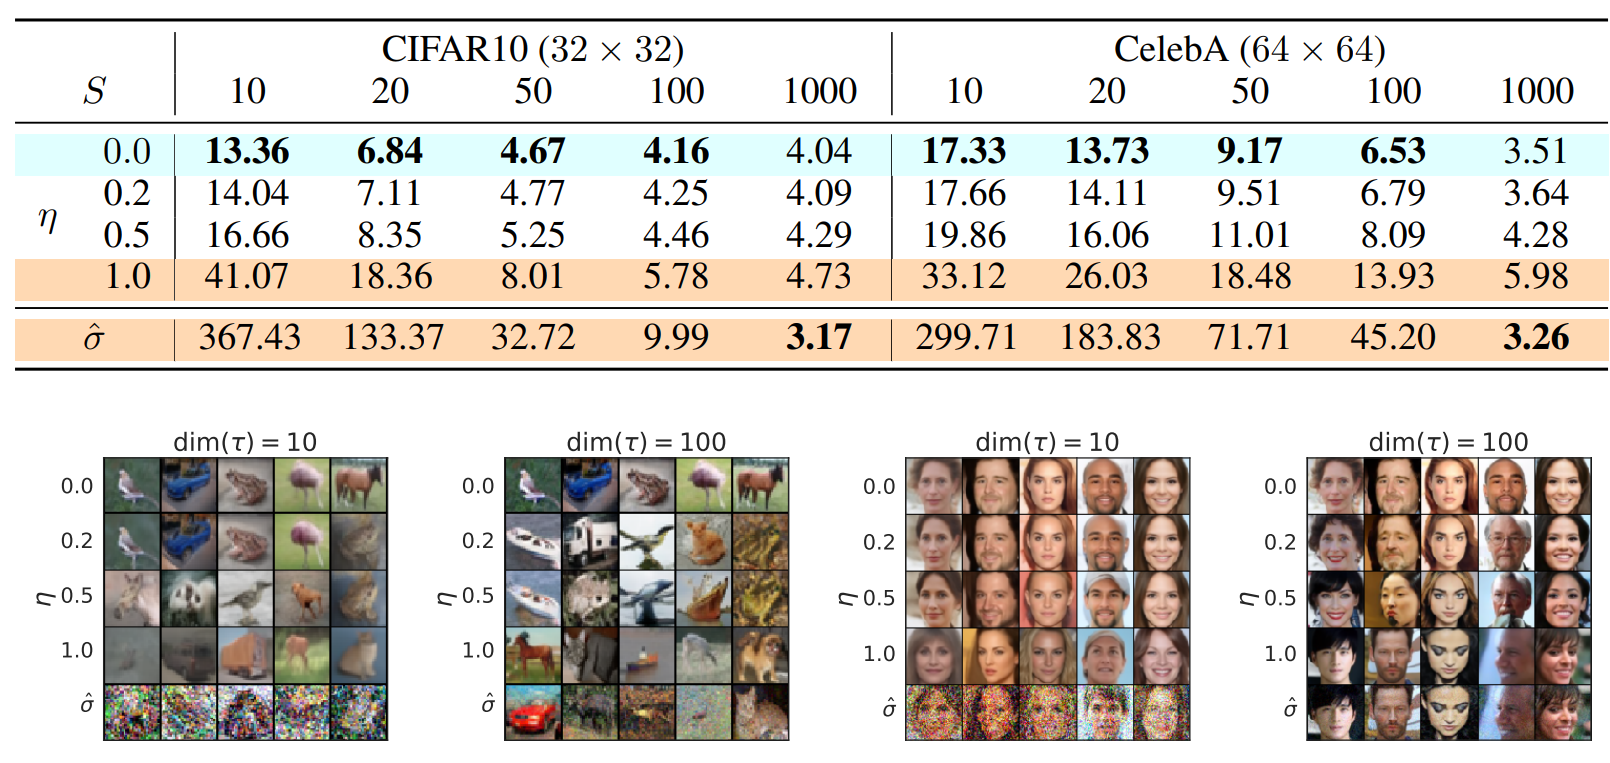 CIFAR10 (32 × 32) CelebA (64 × 64)
S 10 20 50 100 1000 10 20 50 100 1000
0.0 13.36 6.84 4.67 4.16 4.04 17.33 13.73 9.17 6.53 3.51
0.2 14.04 7.11 4.77 4.25 4.09 17.66 14.11 9.51 6.79 3.64
η
0.5 16.66 8.35 5.25 4.46 4.29 19.86 16.06 11.01 8.09 4.28
1.0 41.07 18.36 8.01 5.78 4.73 33.12 26.03 18.48 13.93 5.98
σ̂ 367.43 133.37 32.72 9.99 3.17 299.71 183.83 71.71 45.20 3.26
dim(τ) = 10 dim(τ) = 100 dim(τ) = 10 dim(τ) = 100
0.0 0.0 0.0 0.0
0.2 0.2 0.2 0.2
η 0.5 η 0.5 η 0.5 η 0.5
1.0 1.0 1.0 1.0
σ̂ σ̂ σ̂ σ̂